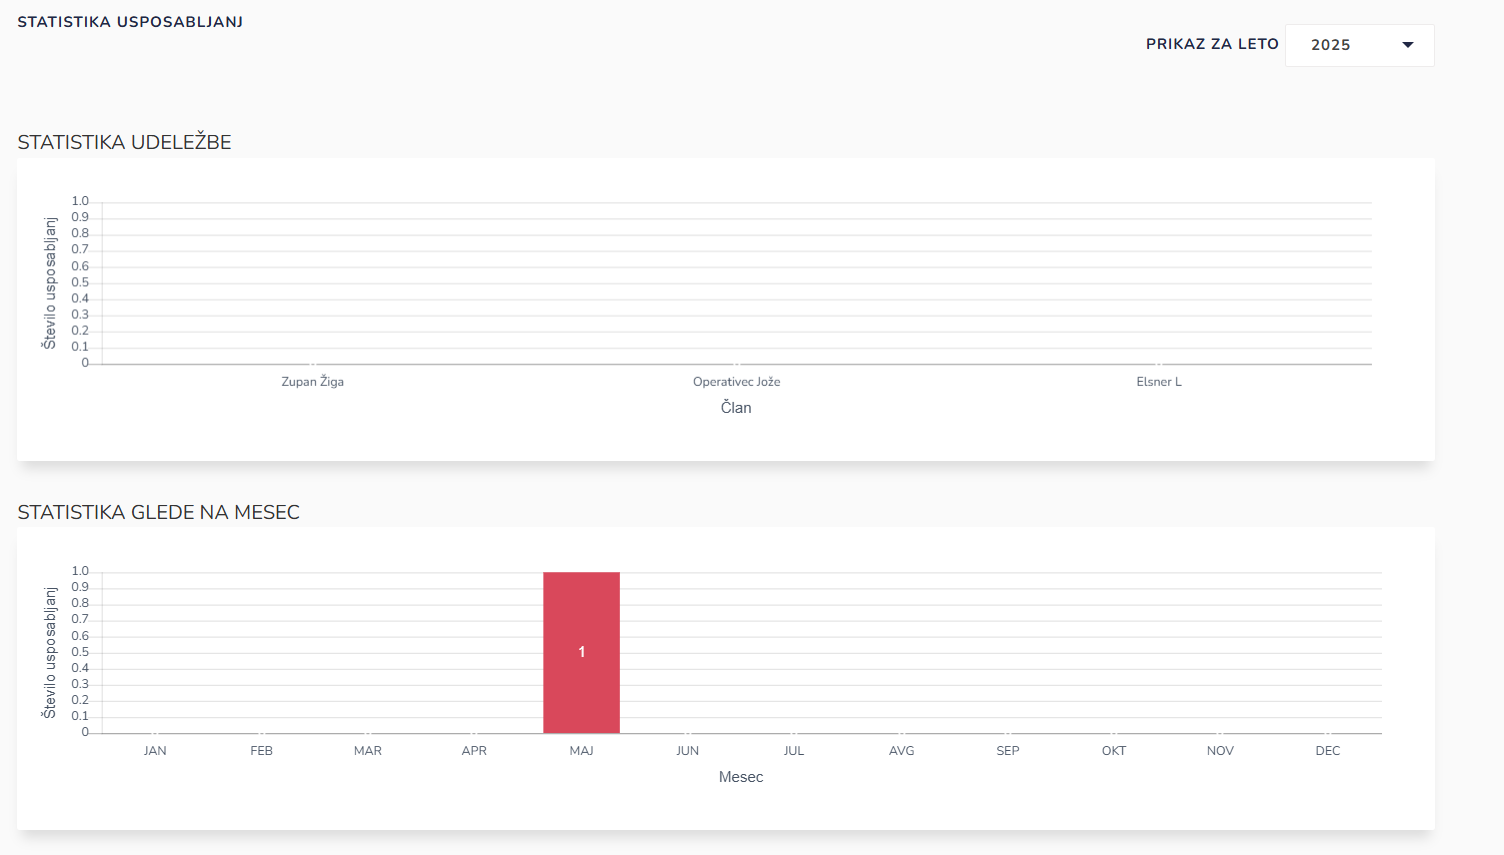 STATISTIKA USPOSABLJANJ
PRIKAZ ZA LETO 2025
STATISTIKA UDELEŽBE
Število usposabljanj
1.0
0.9
0.8
0.7
0.6
0.5
0.4
0.3
0.2
0.1
0
Zupan Žiga Operativec Jože Elsner L
Član
STATISTIKA GLEDE NA MESEC
Število usposabljanj
1.0
0.9
0.8
0.7
0.6
0.5
0.4
0.3
0.2
0.1
0
1
JAN FEB MAR APR MAJ JUN JUL AVG SEP OKT NOV DEC
Mesec